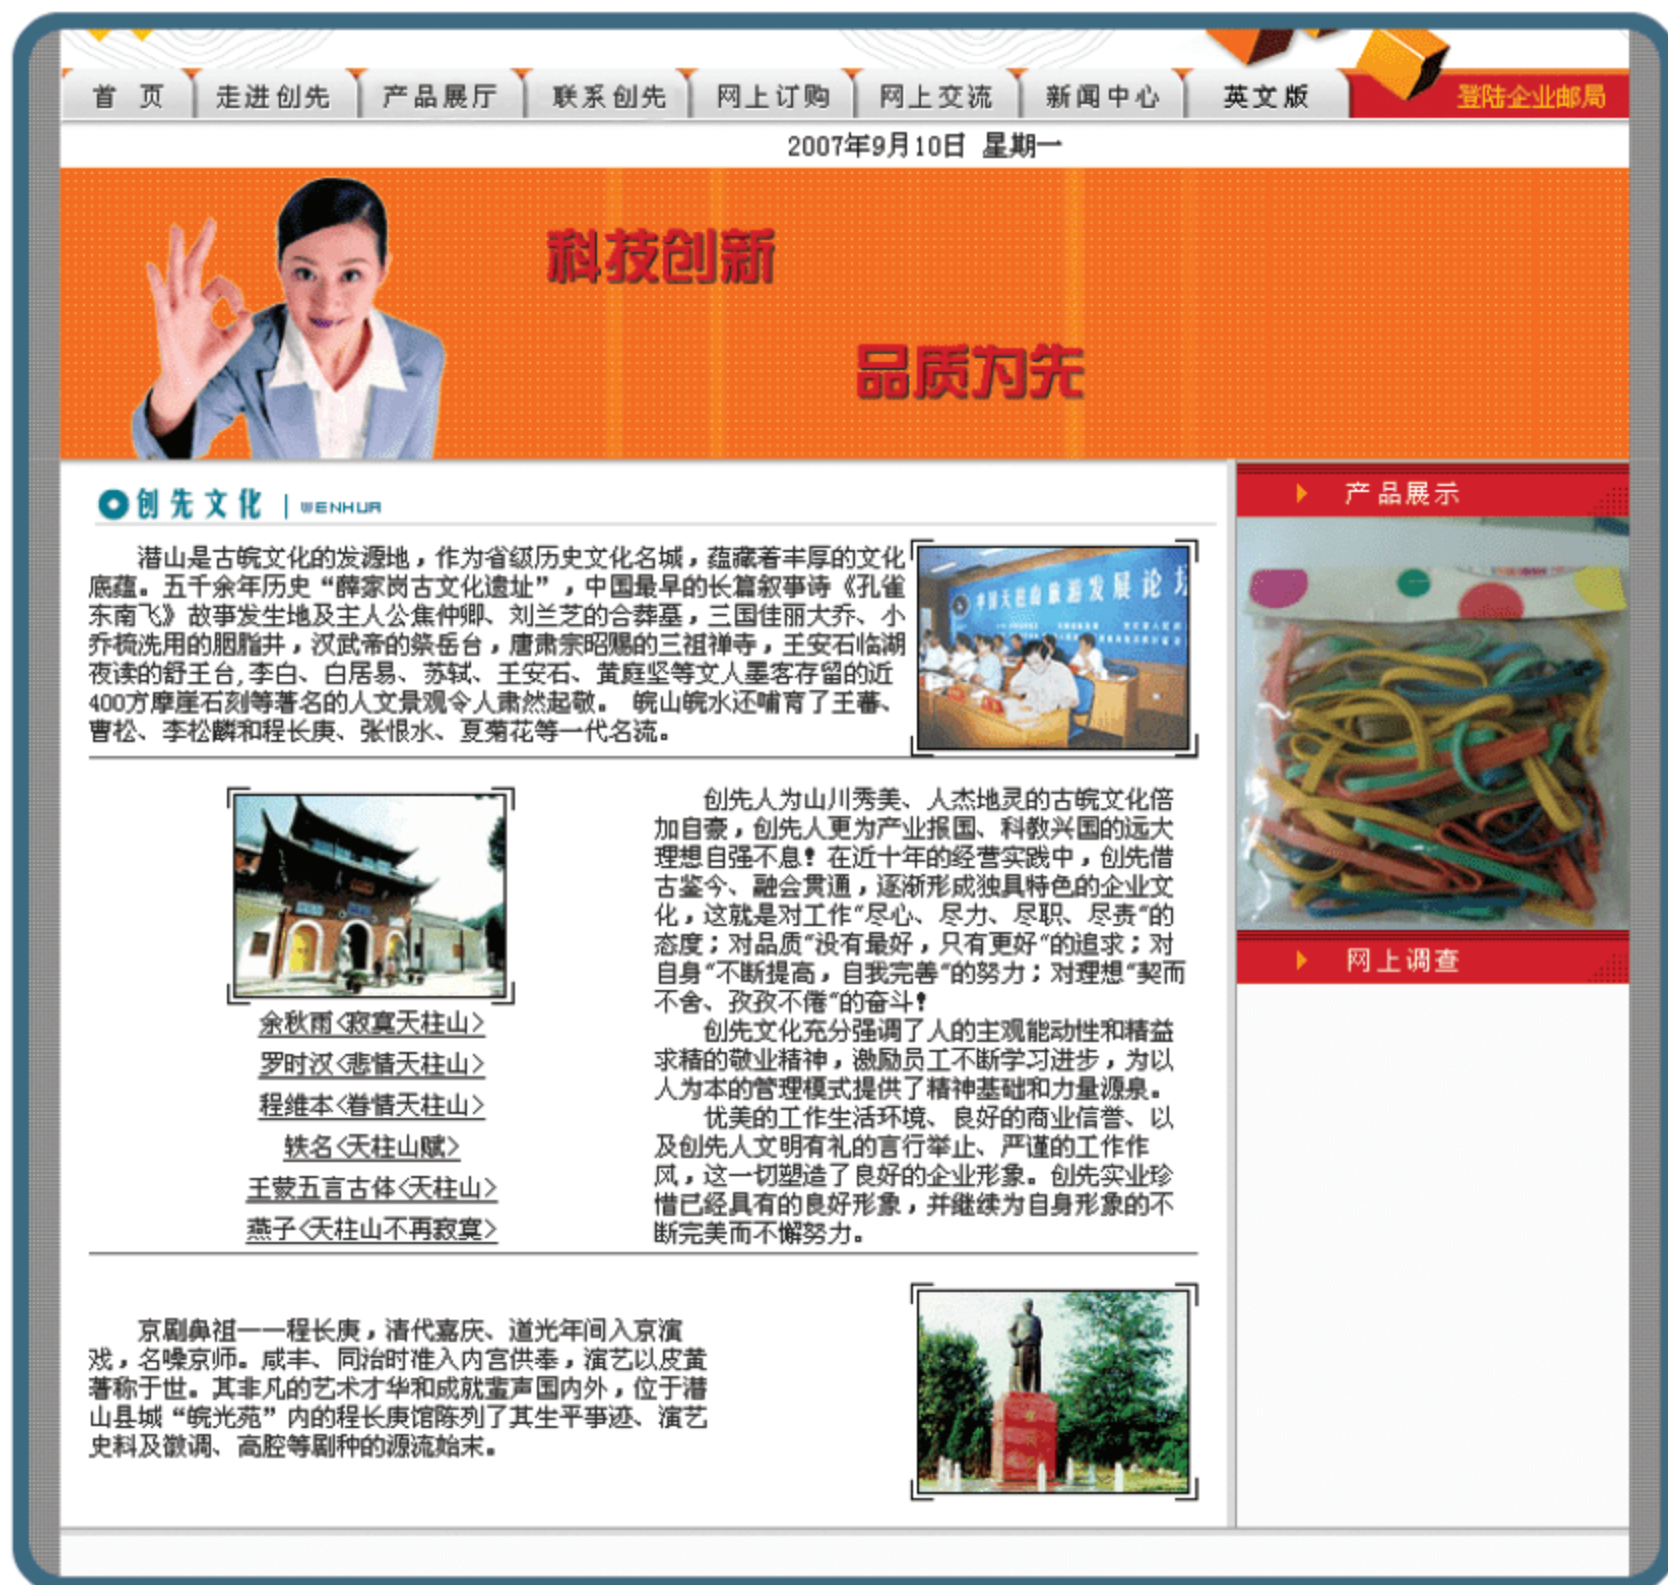 首 页 走进创先 产品展厅 联系创先 网上订购 网上交流 新闻中心 英文版 登陆企业邮局
2007年9月10日 星期一
科技创新
品质为先
创先文化 | WENHUA
潜山是古皖文化的发源地，作为省级历史文化名城，蕴藏着丰厚的文化
底蕴。五千余年历史“薛家岗古文化遗址”，中国最早的长篇叙事诗《孔雀
东南飞》故事发生地及主人公焦仲卿、刘兰芝的合葬墓，三国佳丽大乔、小
乔梳洗用的胭脂井，汉武帝的祭岳台，唐肃宗昭赐的三祖禅寺，王安石临湖
夜读的舒王台,李白、白居易、苏轼、王安石、黄庭坚等文人墨客存留的近
400方摩崖石刻等著名的人文景观令人肃然起敬。 皖山皖水还哺育了王蕃、
曹松、李松麟和程长庚、张恨水、夏菊花等一代名流。
中国天柱山旅游发展论坛
产品展示
网上调查
余秋雨<寂寞天柱山>
罗时汉<悲情天柱山>
程维本<眷情天柱山>
轶名<天柱山赋>
王蒙五言古体<天柱山>
燕子<天柱山不再寂寞>
创先人为山川秀美、人杰地灵的古皖文化倍
加自豪，创先人更为产业报国、科教兴国的远大
理想自强不息！在近十年的经营实践中，创先借
古鉴今、融会贯通，逐渐形成独具特色的企业文
化，这就是对工作“尽心、尽力、尽职、尽责“的
态度；对品质“没有最好，只有更好“的追求；对
自身“不断提高，自我完善“的努力；对理想“契而
不舍、孜孜不倦“的奋斗！
创先文化充分强调了人的主观能动性和精益
求精的敬业精神，激励员工不断学习进步，为以
人为本的管理模式提供了精神基础和力量源泉。
优美的工作生活环境、良好的商业信誉、以
及创先人文明有礼的言行举止、严谨的工作作
风，这一切塑造了良好的企业形象。创先实业珍
惜已经具有的良好形象，并继续为自身形象的不
断完美而不懈努力。
京剧鼻祖——程长庚，清代嘉庆、道光年间入京演
戏，名噪京师。咸丰、同治时准入内宫供奉，演艺以皮黄
著称于世。其非凡的艺术才华和成就蜚声国内外，位于潜
山县城“皖光苑”内的程长庚馆陈列了其生平事迹、演艺
史料及徽调、高腔等剧种的源流始末。